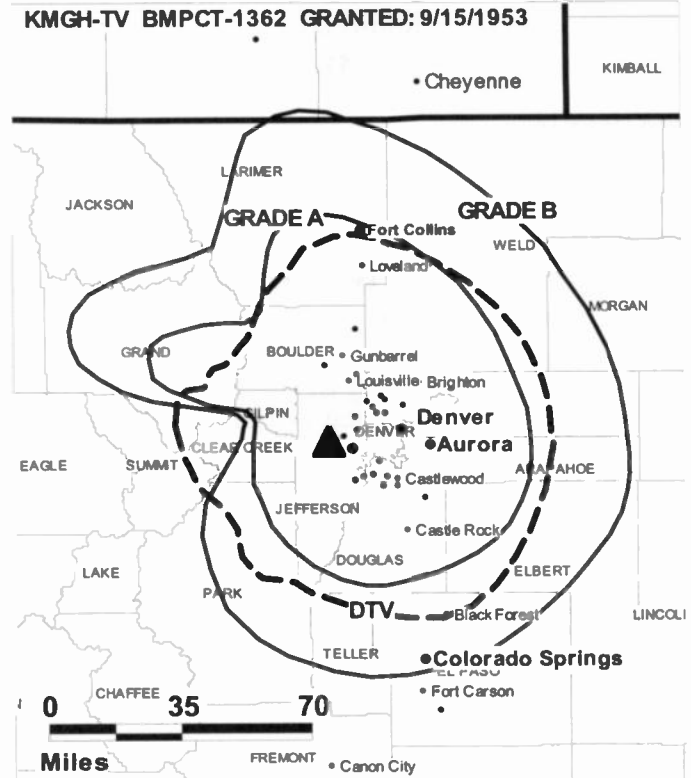 KMGH-TV BMPCT-1362 GRANTED: 9/15/1953
Cheyenne
KIMBALL
LARIMER
JACKSON
GRADE A
GRADE B
Fort Collins
WELD
Loveland
MORGAN
GRAND
BOULDER
Gunbarrel
Louisville
Brighton
GILPIN
Denver
DENVER
CLEAR CREEK
Aurora
EAGLE
SUMMIT
ARAPAHOE
Castlewood
JEFFERSON
Castle Rock
DOUGLAS
LAKE
ELBERT
PARK
DTV
Black Forest
LINCOL
TELLER
Colorado Springs
EL PASO
CHAFFEE
Fort Carson
0 35 70
Miles
FREMONT
Canon City